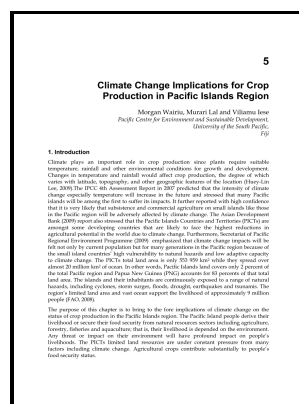 5
Climate Change Implications for Crop
Production in Pacific Islands Region
Morgan Wairiu, Murari Lal and Viliamu Iese
Pacific Centre for Environment and Sustainable Development,
University of the South Pacific,
Fiji
1. Introduction
Climate plays an important role in crop production since plants require suitable
temperature, rainfall and other environmental conditions for growth and development.
Changes in temperature and rainfall would affect crop production, the degree of which
varies with latitude, topography, and other geographic features of the location (Hay-Lin
Lee, 2009).The IPCC 4th Assessment Report in 2007 predicted that the intensity of climate
change especially temperature will increase in the future and stressed that many Pacific
islands will be among the first to suffer its impacts. It further reported with high confidence
that it is very likely that subsistence and commercial agriculture on small islands like those
in the Pacific region will be adversely affected by climate change. The Asian Development
Bank (2009) report also stressed that the Pacific Islands Countries and Territories (PICTs) are
amongst some developing countries that are likely to face the highest reductions in
agricultural potential in the world due to climate change. Furthermore, Secretariat of Pacific
Regional Environment Programme (2009) emphasized that climate change impacts will be
felt not only by current population but for many generations in the Pacific region because of
the small island countries' high vulnerability to natural hazards and low adaptive capacity
to climate change. The PICTs total land area is only 553 959 km² while they spread over
almost 20 million km² of ocean. In other words, Pacific Islands land covers only 2 percent of
the total Pacific region and Papua New Guinea (PNG) accounts for 83 percents of that total
land area. The islands and their inhabitants are continuously exposed to a range of natural
hazards, including cyclones, storm surges, floods, drought, earthquakes and tsunamis. The
region's limited land area and vast ocean support the livelihood of approximately 9 million
people (FAO, 2008).
The purpose of this chapter is to bring to the fore implications of climate change on the
status of crop production in the Pacific Islands region. The Pacific Island people derive their
livelihood or secure their food security from natural resources sectors including agriculture,
forestry, fisheries and aquaculture; that is, their livelihood is depended on the environment.
Any threat or impact on their environment will have profound impact on people's
livelihoods. The PICTs limited land resources are under constant pressure from many
factors including climate change. Agricultural crops contribute substantially to people's
food security status.